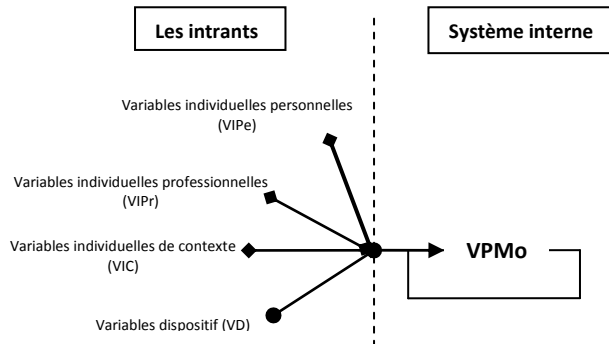 Les intrants
Système interne
Variables individuelles personnelles
(VIPe)
Variables individuelles professionnelles
(VIPr)
Variables individuelles de contexte
(VIC)
VPMo
Variables dispositif (VD)